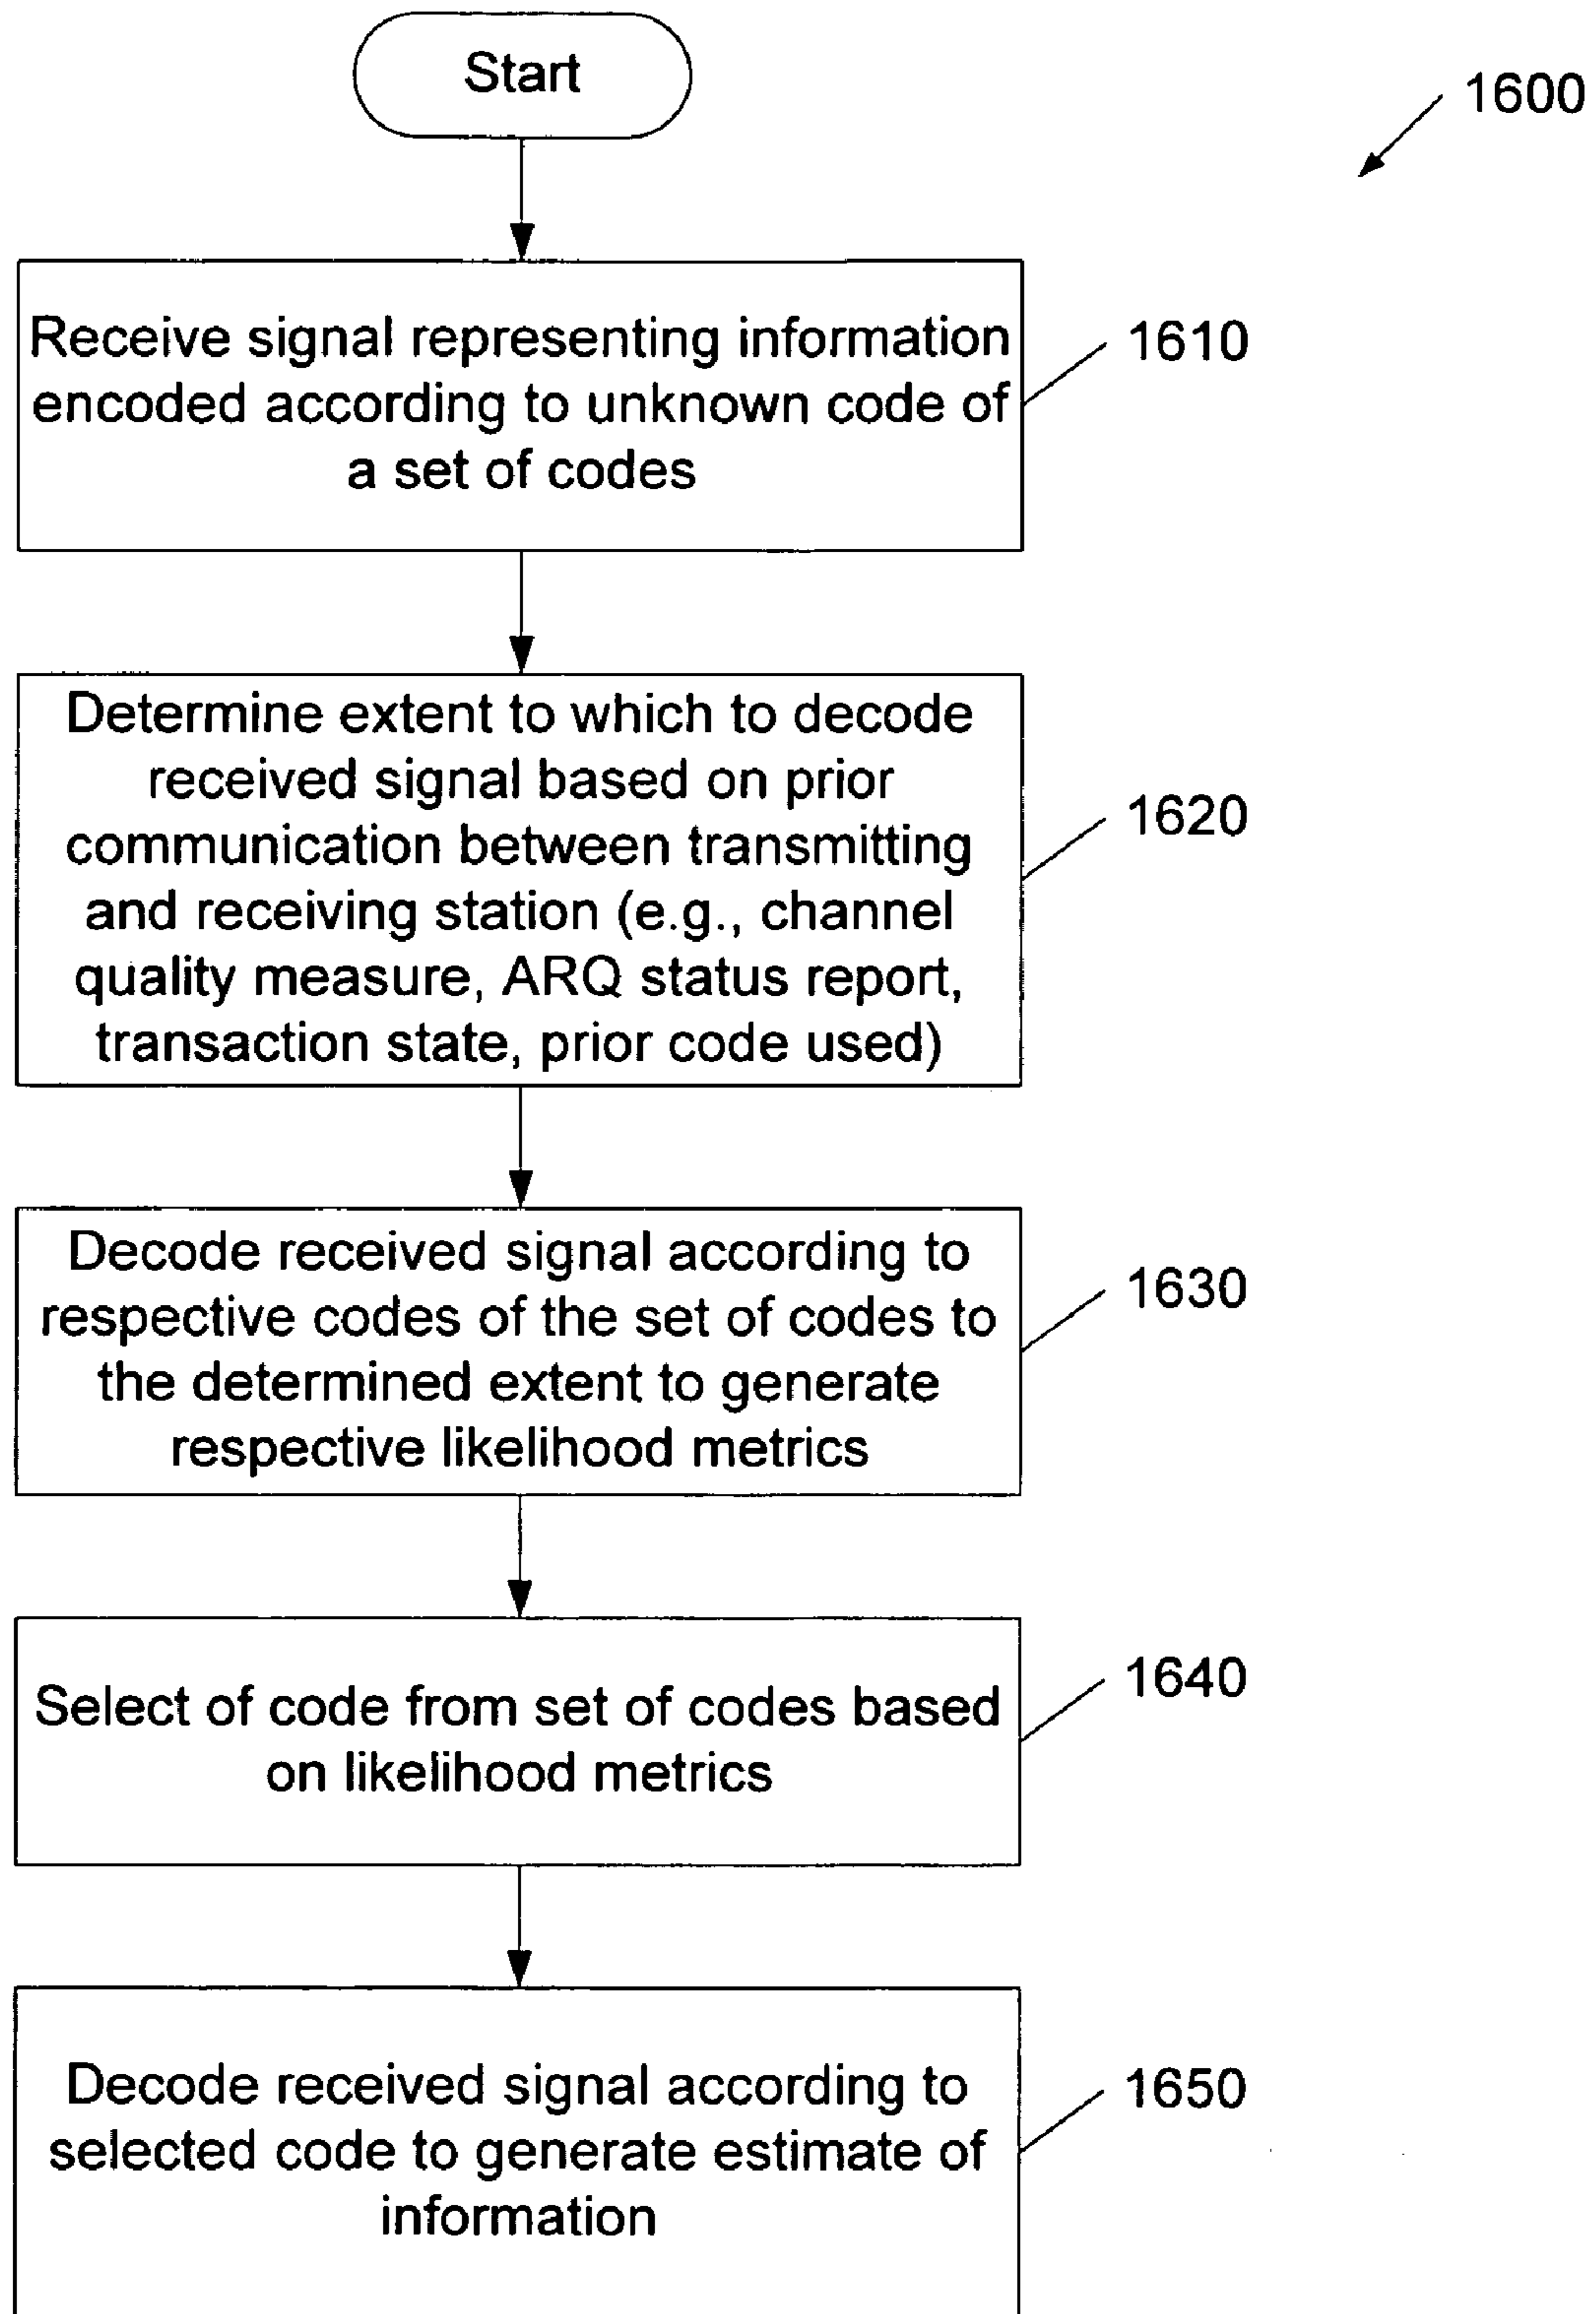 Start
1600
Receive signal representing information
encoded according to unknown code of
a set of codes
1610
Determine extent to which to decode
received signal based on prior
communication between transmitting
and receiving station (e.g., channel
quality measure, ARQ status report,
transaction state, prior code used)
1620
Decode received signal according to
respective codes of the set of codes to
the determined extent to generate
respective likelihood metrics
1630
Select of code from set of codes based
on likelihood metrics
1640
Decode received signal according to
selected code to generate estimate of
information
1650